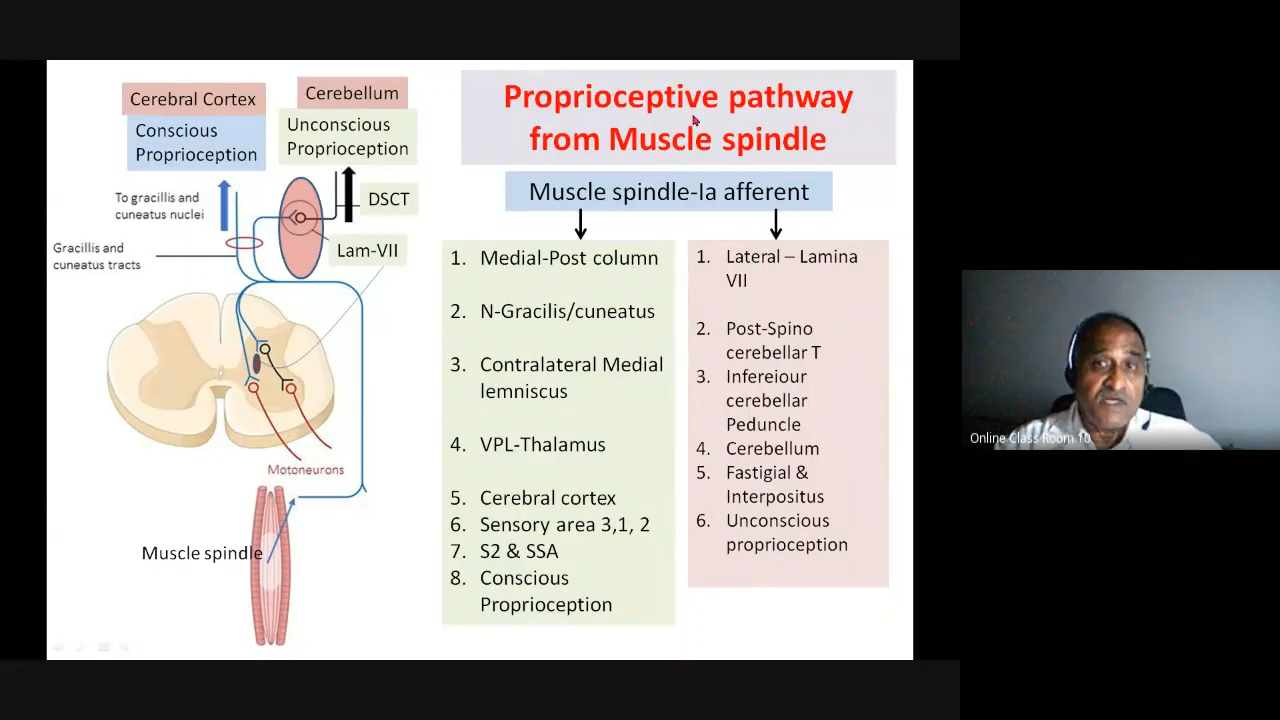 Cerebral Cortex
Conscious
Proprioception
Cerebellum
Unconscious
Proprioception
To gracillis and
cuneatus nuclei
DSCT
Gracillis and
cuneatus tracts
Lam-VII
Motoneurons
Muscle spindle
Proprioceptive pathway
from Muscle spindle
Muscle spindle-Ia afferent
1. Medial-Post column
2. N-Gracilis/cuneatus
3. Contralateral Medial
lemniscus
4. VPL-Thalamus
5. Cerebral cortex
6. Sensory area 3,1, 2
7. S2 & SSA
8. Conscious
Proprioception
1. Lateral – Lamina
VII
2. Post-Spino
cerebellar T
3. Infereiour
cerebellar
Peduncle
4. Cerebellum
5. Fastigial &
Interpositus
6. Unconscious
proprioception
Online Class Room 10